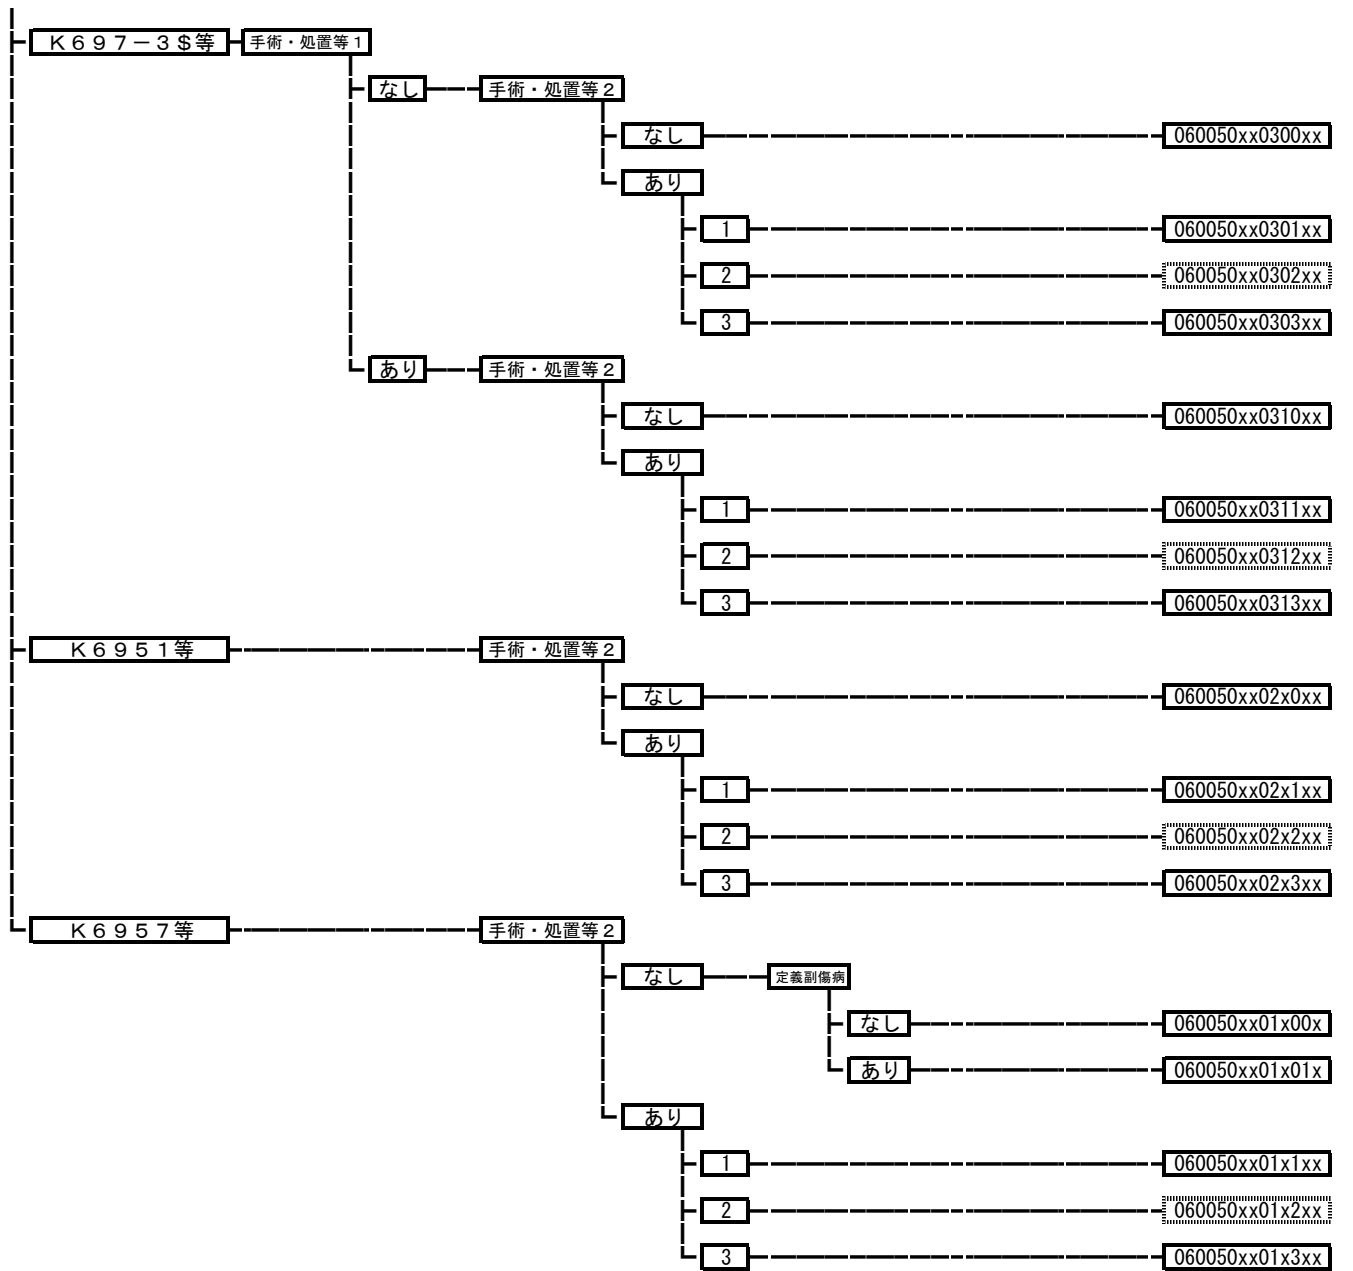 K697-3$等 手術・処置等1
なし 手術・処置等2
なし 060050xx0300xx
あり
1 060050xx0301xx
2 060050xx0302xx
3 060050xx0303xx
あり 手術・処置等2
なし 060050xx0310xx
あり
1 060050xx0311xx
2 060050xx0312xx
3 060050xx0313xx
K6951等 手術・処置等2
なし 060050xx02x0xx
あり
1 060050xx02x1xx
2 060050xx02x2xx
3 060050xx02x3xx
K6957等 手術・処置等2
なし 定義副傷病
なし 060050xx01x00x
あり 060050xx01x01x
あり
1 060050xx01x1xx
2 060050xx01x2xx
3 060050xx01x3xx